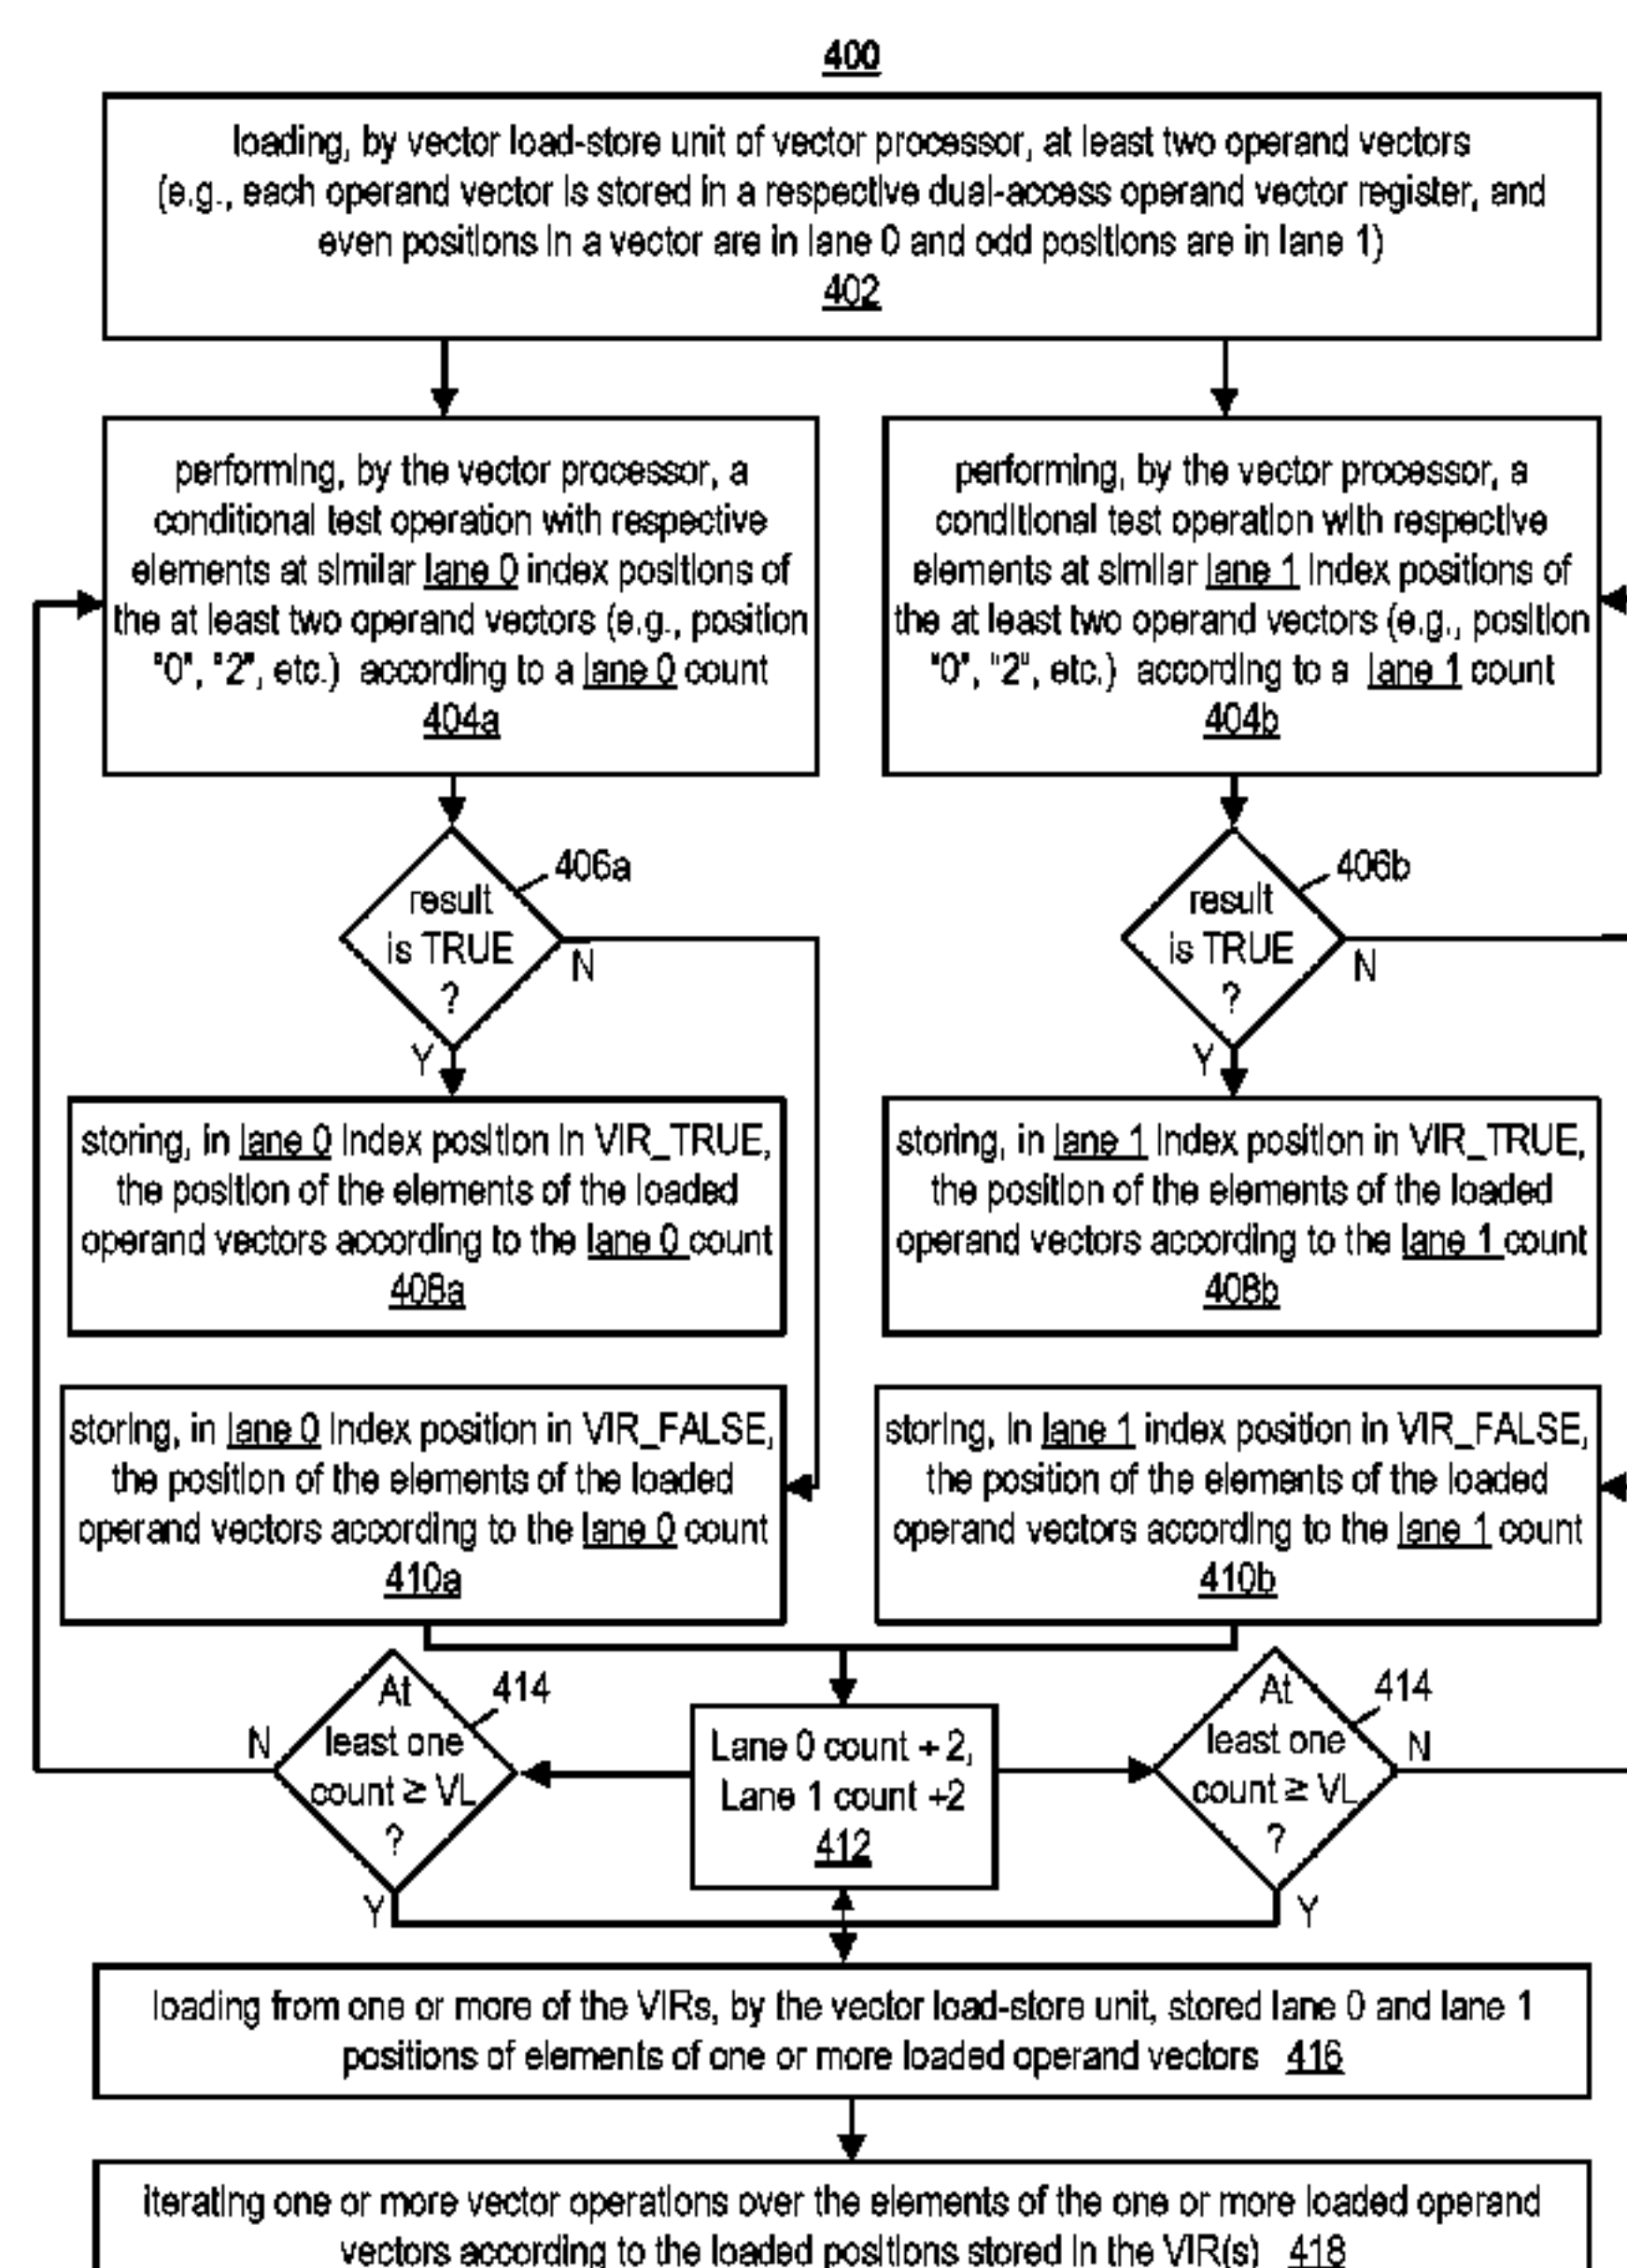 400
loading, by vector load-store unit of vector processor, at least two operand vectors
(e.g., each operand vector is stored in a respective dual-access operand vector register, and
even positions in a vector are in lane 0 and odd positions are in lane 1)
402
performing, by the vector processor, a
conditional test operation with respective
elements at similar lane 0 index positions of
the at least two operand vectors (e.g., position
"0", "2", etc.) according to a lane 0 count
404a
performing, by the vector processor, a
conditional test operation with respective
elements at similar lane 1 index positions of
the at least two operand vectors (e.g., position
"0", "2", etc.) according to a lane 1 count
404b
406a
result
is TRUE
?
N
Y
406b
result
is TRUE
?
N
Y
storing, in lane 0 index position in VIR_TRUE,
the position of the elements of the loaded
operand vectors according to the lane 0 count
408a
storing, in lane 1 index position in VIR_TRUE,
the position of the elements of the loaded
operand vectors according to the lane 1 count
408b
storing, in lane 0 index position in VIR_FALSE,
the position of the elements of the loaded
operand vectors according to the lane 0 count
410a
storing, in lane 1 index position in VIR_FALSE,
the position of the elements of the loaded
operand vectors according to the lane 1 count
410b
414
At
least one
count ≥ VL
?
N
Y
Lane 0 count + 2,
Lane 1 count +2
412
414
At
least one
count ≥ VL
?
N
Y
loading from one or more of the VIRs, by the vector load-store unit, stored lane 0 and lane 1
positions of elements of one or more loaded operand vectors 416
iterating one or more vector operations over the elements of the one or more loaded operand
vectors according to the loaded positions stored in the VIR(s) 418